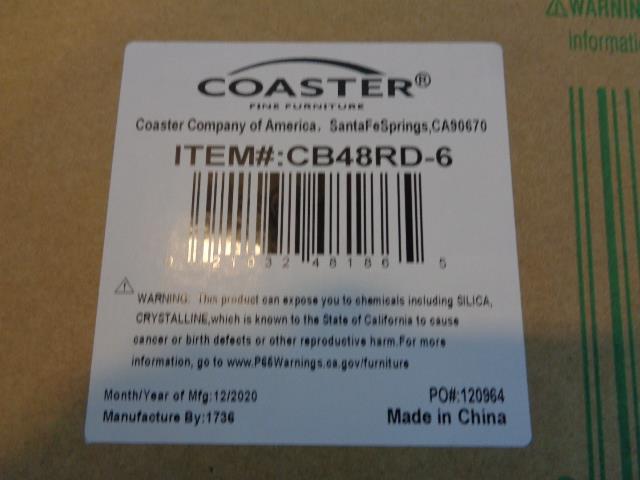 ⚠WARNIN
informati
COASTER®
FINE FURNITURE
Coaster Company of America, SantaFeSprings,CA90670
ITEM#:CB48RD-6
0 21032 48186 5
⚠ WARNING: This product can expose you to chemicals including SILICA,
CRYSTALLINE,which is known to the State of California to cause
cancer or birth defects or other reproductive harm.For more
information, go to www.P65Warnings.ca.gov/furniture
Month/Year of Mfg:12/2020
PO#:120964
Manufacture By:1736
Made in China